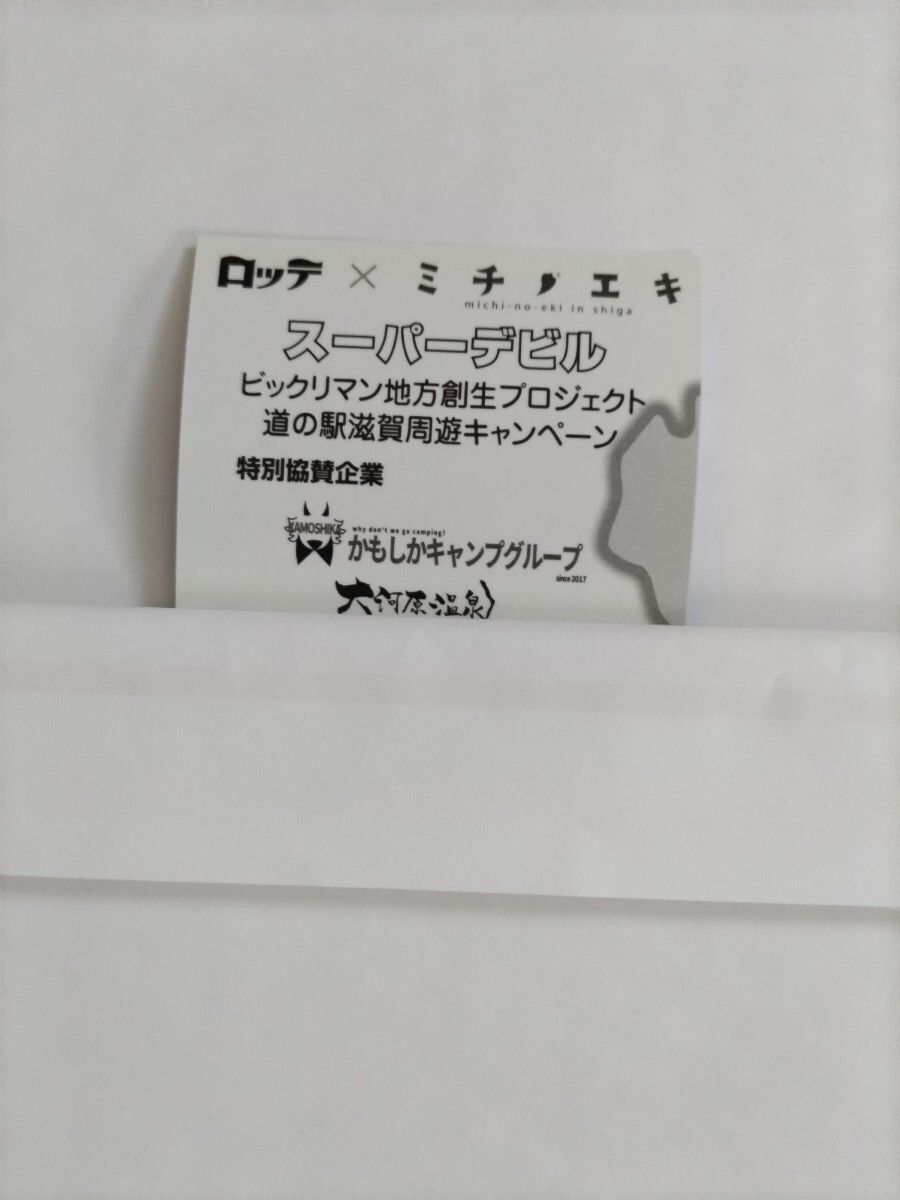 ロッテ × ミチノエキ
michi-no-eki in shiga
スーパーデビル
ビックリマン地方創生プロジェクト
道の駅滋賀周遊キャンペーン
特別協賛企業
KAMOSHIKA
why don't we go camping?
かもしかキャンプグループ
since 2017
大河原温泉